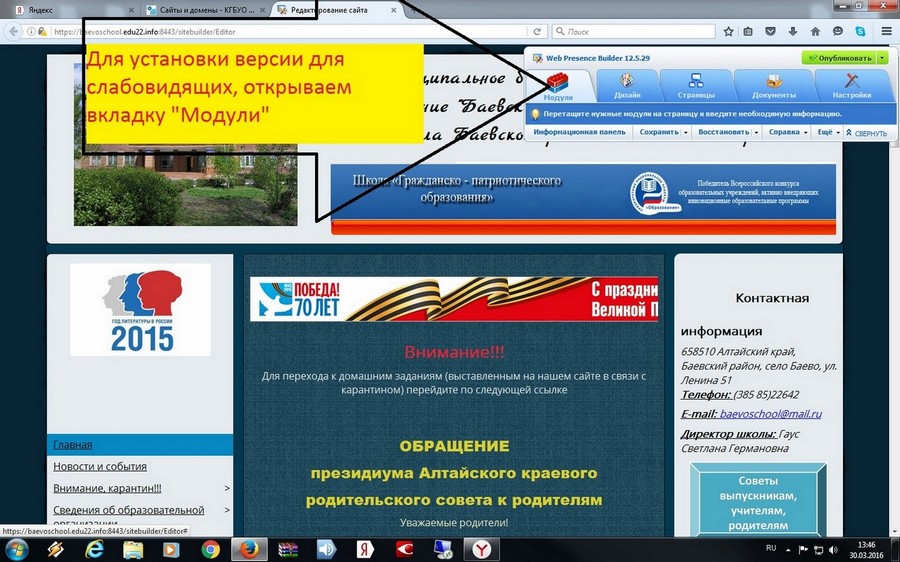 Яндекс
Сайты и домены - КГБУО ...
Редактирование сайта
https://baevoschool.edu22.info:8443/sitebuilder/Editor
Поиск
Для установки версии для
слабовидящих, открываем
вкладку "Модули"
Web Presence Builder 12.5.29
Опубликовать
Модули
Дизайн
Страницы
Документы
Настройки
Перетащите нужные модули на страницу и введите необходимую информацию.
Информационная панель
Сохранить
Восстановить
Справка
Ещё
СВЕРНУТЬ
Школа «Гражданско - патриотического
образования»
«Образования»
Победитель Всероссийского конкурса
образовательных учреждений, активно внедряющих
инновационные образовательные программы
ГОД ЛИТЕРАТУРЫ В РОССИИ
2015
ПОБЕДА!
70 ЛЕТ
С праздни
Великой П
Внимание!!!
Для перехода к домашним заданиям (выставленным на нашем сайте в связи с
карантином) перейдите по следующей ссылке
ОБРАЩЕНИЕ
президиума Алтайского краевого
родительского совета к родителям
Уважаемые родители!
Контактная
информация
658510 Алтайский край,
Баевский район, село Баево, ул.
Ленина 51
Телефон: (385 85)22642
E-mail: baevoschool@mail.ru
Директор школы: Гаус
Светлана Германовна
Советы
выпускникам,
учителям,
родителям
Главная
Новости и события
Внимание, карантин!!! >
Сведения об образовательной >
организации
https://baevoschool.edu22.info:8443/sitebuilder/Editor#
RU
13:46
30.03.2016